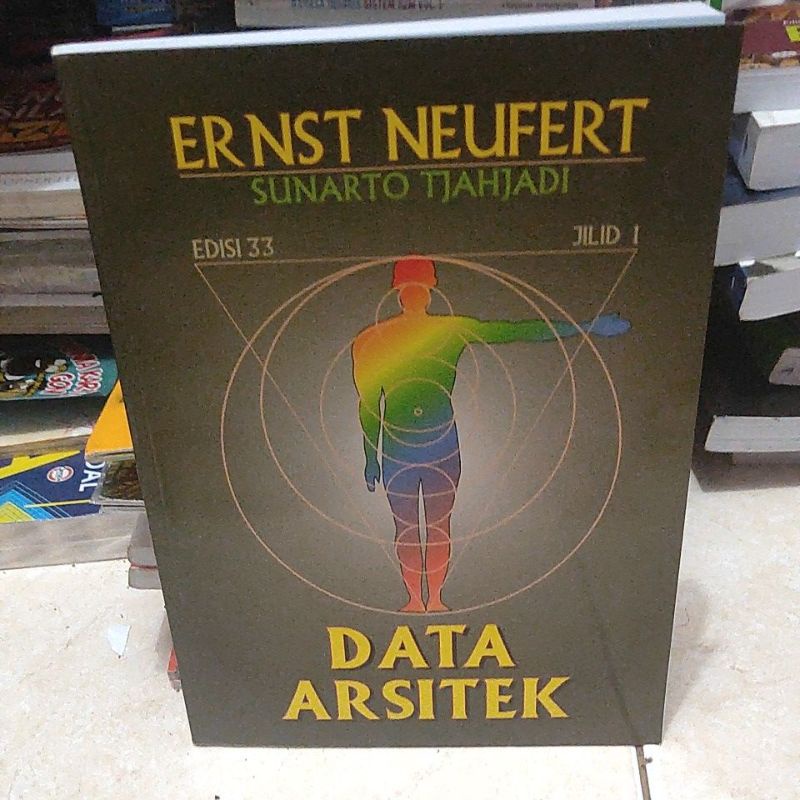 ERNST NEUFERT
SUNARTO TJAHJADI
EDISI 33
JILID 1
DATA
ARSITEK